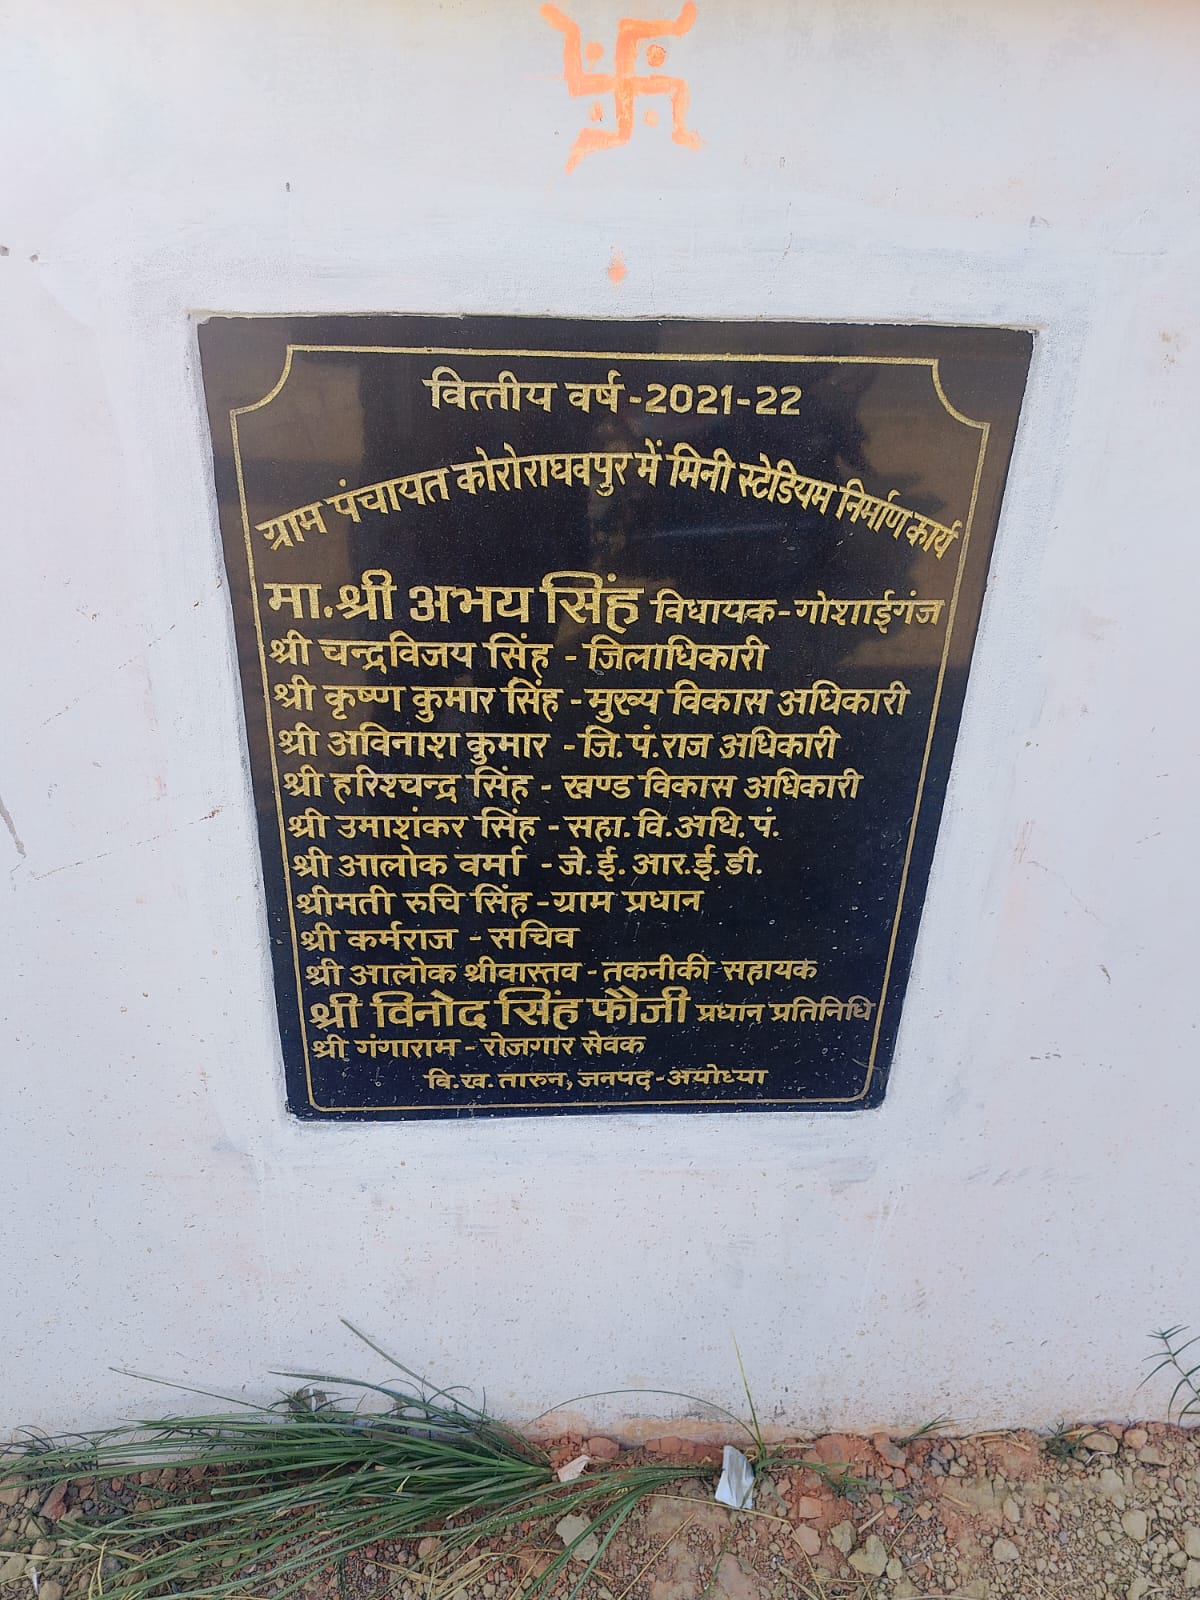 वित्तीय वर्ष-2021-22
ग्राम पंचायत कोरोराघवपुर में मिनी स्टेडियम निर्माण कार्य
मा.श्री अभय सिंह विधायक-गोशाईगंज
श्री चन्द्रविजय सिंह - जिलाधिकारी
श्री कृष्ण कुमार सिंह - मुख्य विकास अधिकारी
श्री अविनाश कुमार - जि. पं. राज अधिकारी
श्री हरिश्चन्द्र सिंह - खण्ड विकास अधिकारी
श्री उमाशंकर सिंह - सहा. वि. अधि. पं.
श्री आलोक वर्मा - जे. ई. आर. ई. डी.
श्रीमती रुचि सिंह-ग्राम प्रधान
श्री कर्मराज - सचिव
श्री आलोक श्रीवास्तव - तकनीकी सहायक
श्री विनोद सिंह फौजी प्रधान प्रतिनिधि
श्री गंगाराम - रोजगार सेवक
वि. ख. तारुन, जनपद-अयोध्या